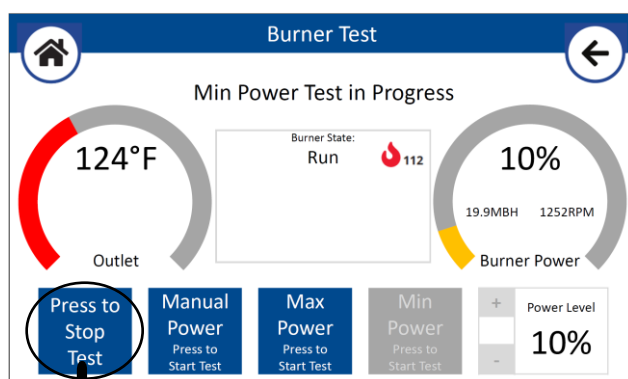 Burner Test
Min Power Test in Progress
124°F
Outlet
Burner State:
Run
112
10%
19.9MBH 1252RPM
Burner Power
Press to
Stop
Test
Manual
Power
Press to
Start Test
Max
Power
Press to
Start Test
Min
Power
Press to
Start Test
+
-
Power Level
10%